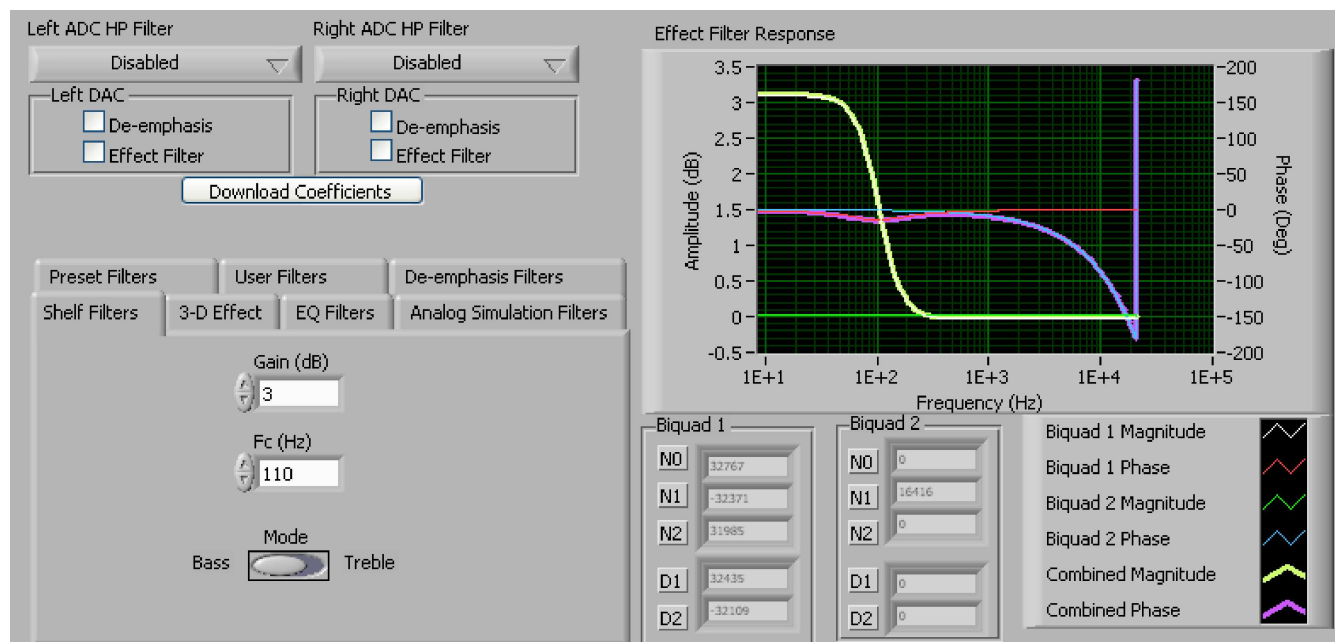 Left ADC HP Filter
Right ADC HP Filter
Disabled
Disabled
Left DAC
De-emphasis
Effect Filter
Right DAC
De-emphasis
Effect Filter
Download Coefficients
Preset Filters
User Filters
De-emphasis Filters
Shelf Filters
3-D Effect
EQ Filters
Analog Simulation Filters
Gain (dB)
3
Fc (Hz)
110
Mode
Bass
Treble
Effect Filter Response
Amplitude (dB)
3.5
3
2.5
2
1.5
1
0.5
0
-0.5
200
150
100
50
0
-50
-100
-150
-200
Phase (Deg)
1E+1
1E+2
1E+3
1E+4
1E+5
Frequency (Hz)
Biquad 1
N0 32767
N1 -32371
N2 31985
D1 32435
D2 -32109
Biquad 2
N0 0
N1 16416
N2 0
D1 0
D2 0
Biquad 1 Magnitude
Biquad 1 Phase
Biquad 2 Magnitude
Biquad 2 Phase
Combined Magnitude
Combined Phase